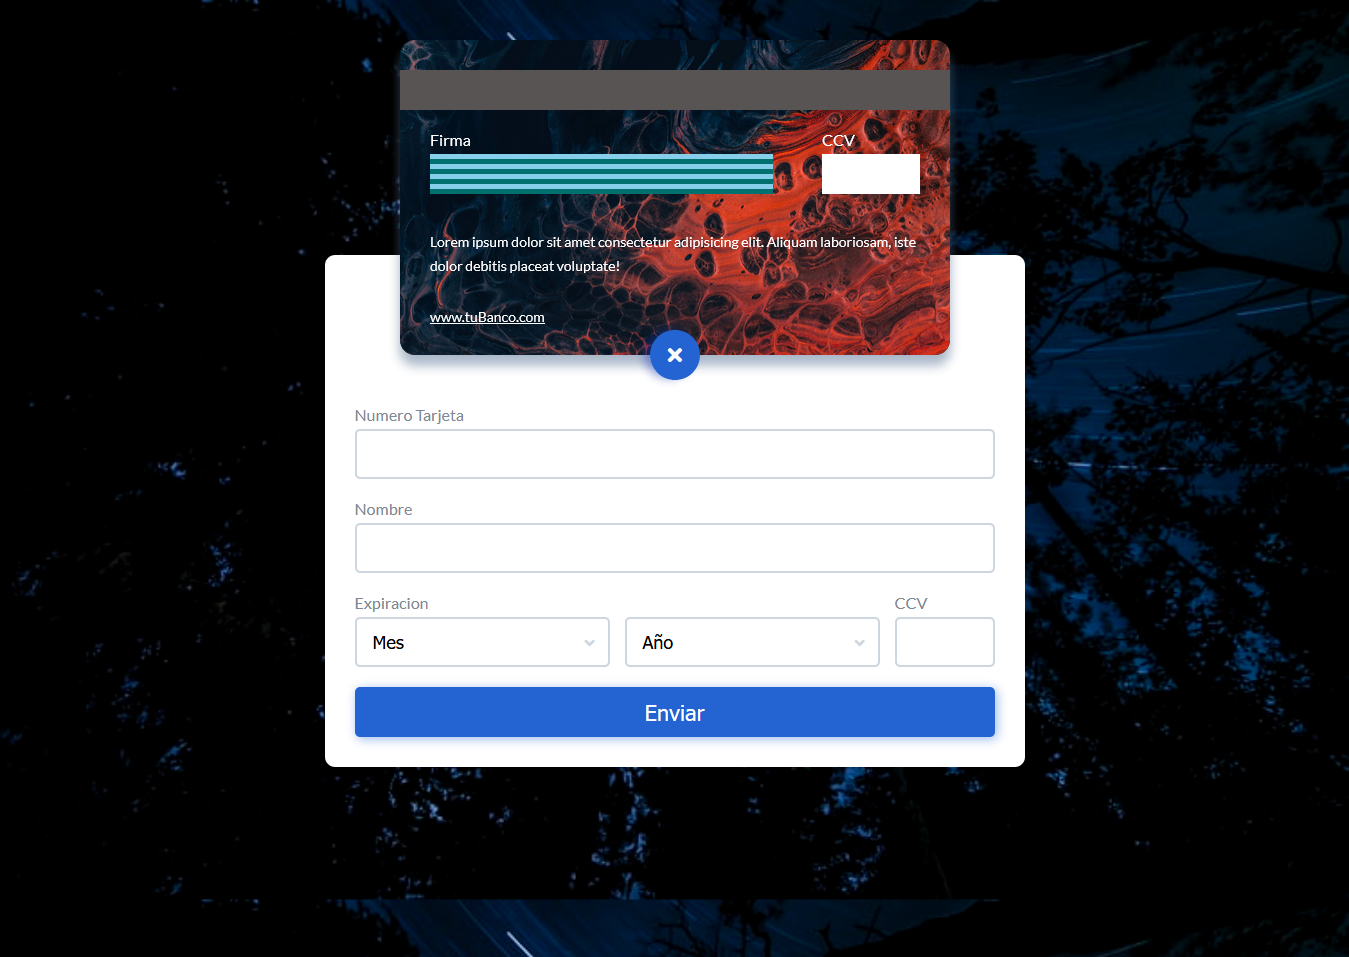 Firma
CCV
Lorem ipsum dolor sit amet consectetur adipisicing elit. Aliquam laboriosam, iste
dolor debitis placeat voluptate!
www.tuBanco.com
Numero Tarjeta
Nombre
Expiracion
CCV
Mes
Año
Enviar